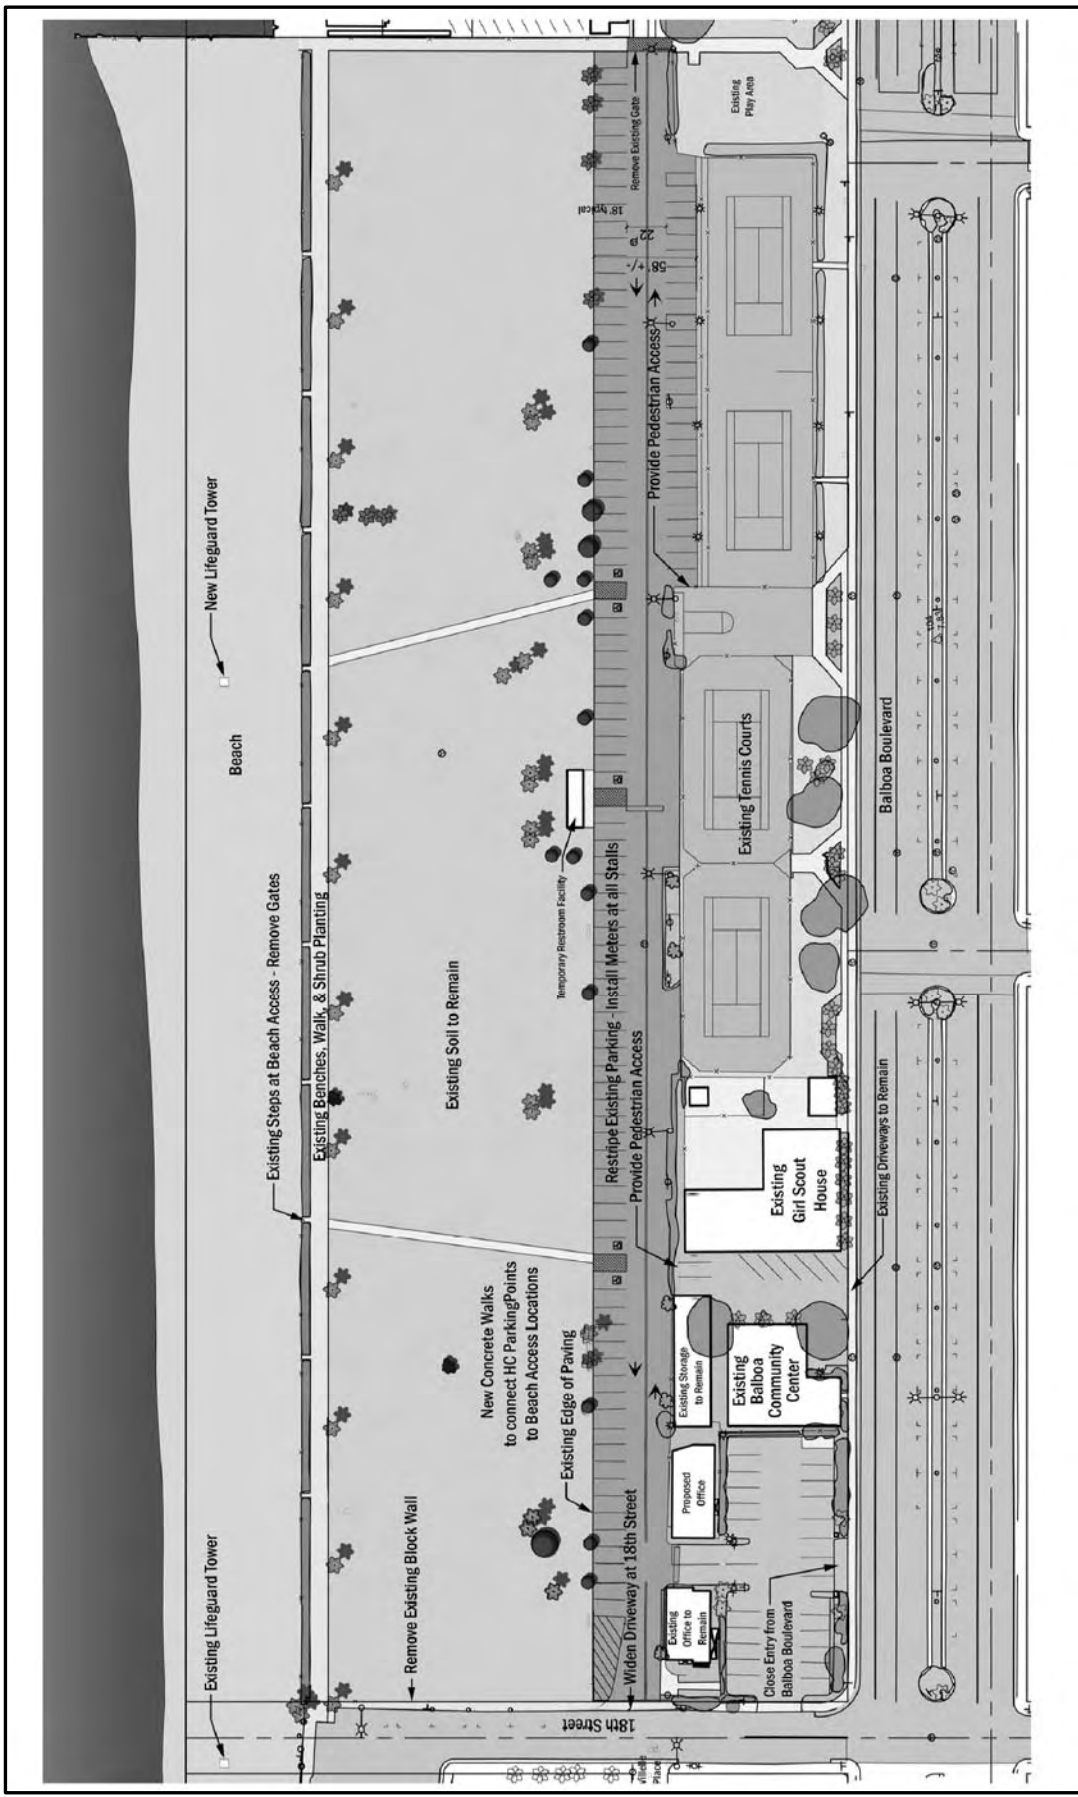 Existing Lifeguard Tower
New Lifeguard Tower
Beach
Existing Steps at Beach Access - Remove Gates
Existing Benches, Walk, & Shrub Planting
Remove Existing Block Wall
Existing Soil to Remain
New Concrete Walks
to connect HC ParkingPoints
to Beach Access Locations
Temporary Restroom Facility
Existing Edge of Paving
18th Street
Restripe Existing Parking - Install Meters at all Stalls
18' typical
22
58' +/-
Remove Existing Gate
Widen Driveway at 18th Street
Provide Pedestrian Access
Provide Pedestrian Access
Place
Existing
Office to
Remain
Proposed
Office
Existing Storage
to Remain
Existing
Balboa
Community
Center
Existing
Girl Scout
House
Existing Tennis Courts
Existing
Play Area
Close Entry from
Balboa Boulevard
Existing Driveways to Remain
Balboa Boulevard